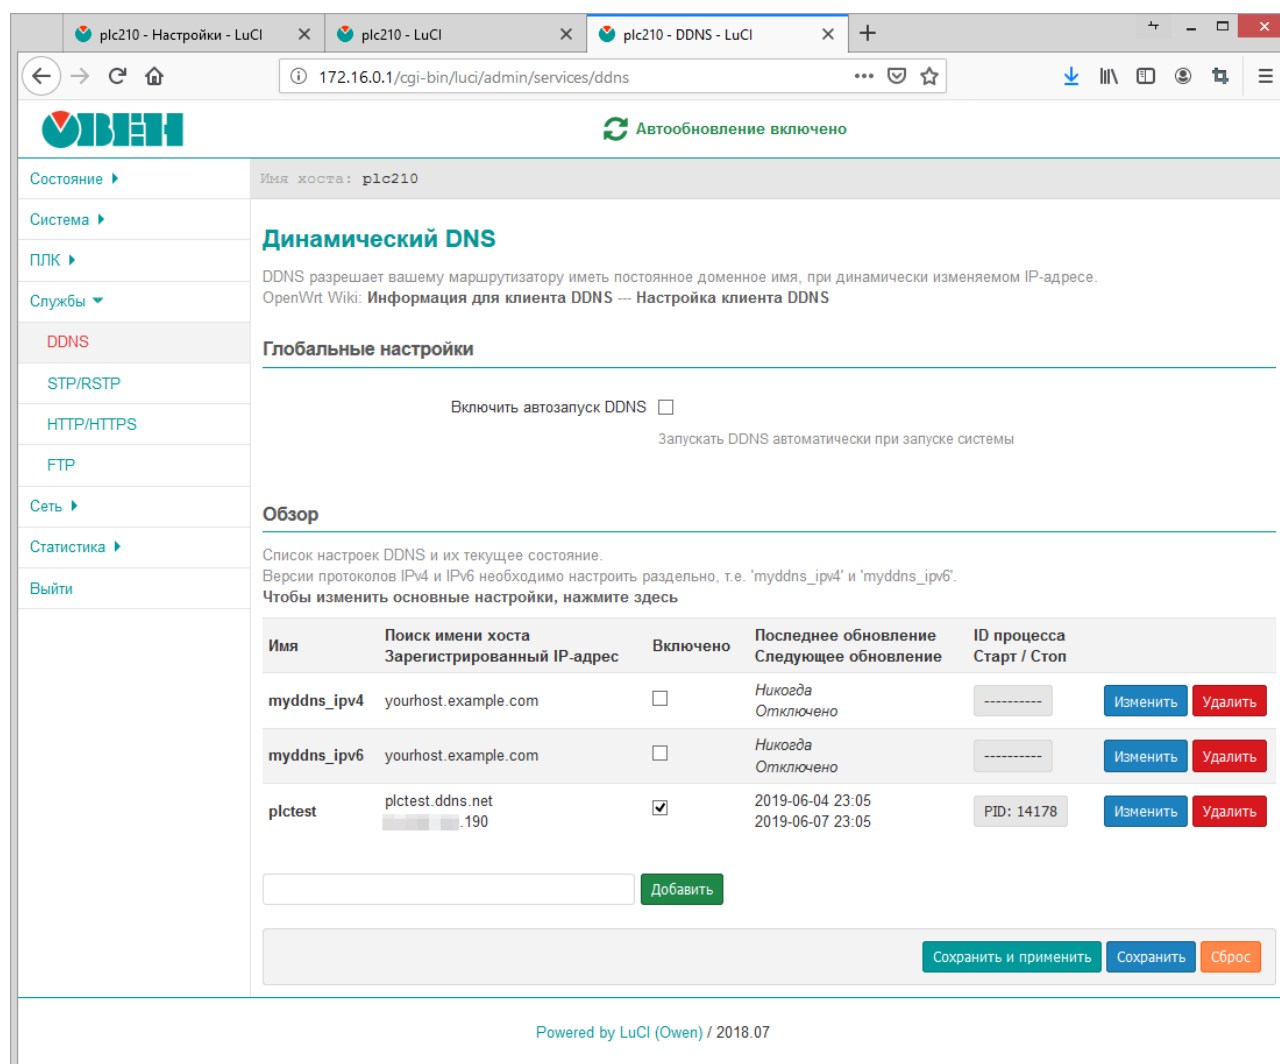 plc210 - Настройки - LuCI
plc210 - LuCI
plc210 - DDNS - LuCI
172.16.0.1/cgi-bin/luci/admin/services/ddns
ОВЕН
Автообновление включено
Состояние
Система
ПЛК
Службы
DDNS
STP/RSTP
HTTP/HTTPS
FTP
Сеть
Статистика
Выйти
Имя хоста: plc210
Динамический DNS
DDNS разрешает вашему маршрутизатору иметь постоянное доменное имя, при динамически изменяемом IP-адресе.
OpenWrt Wiki: Информация для клиента DDNS --- Настройка клиента DDNS
Глобальные настройки
Включить автозапуск DDNS
Запускать DDNS автоматически при запуске системы
Обзор
Список настроек DDNS и их текущее состояние.
Версии протоколов IPv4 и IPv6 необходимо настроить раздельно, т.е. 'myddns_ipv4' и 'myddns_ipv6'.
Чтобы изменить основные настройки, нажмите здесь
Имя
Поиск имени хоста
Зарегистрированный IP-адрес
Включено
Последнее обновление
Следующее обновление
ID процесса
Старт / Стоп
myddns_ipv4
yourhost.example.com
Никогда
Отключено
----------
Изменить
Удалить
myddns_ipv6
yourhost.example.com
Никогда
Отключено
----------
Изменить
Удалить
plctest
plctest.ddns.net
.190
2019-06-04 23:05
2019-06-07 23:05
PID: 14178
Изменить
Удалить
Добавить
Сохранить и применить
Сохранить
Сброс
Powered by LuCI (Owen) / 2018.07